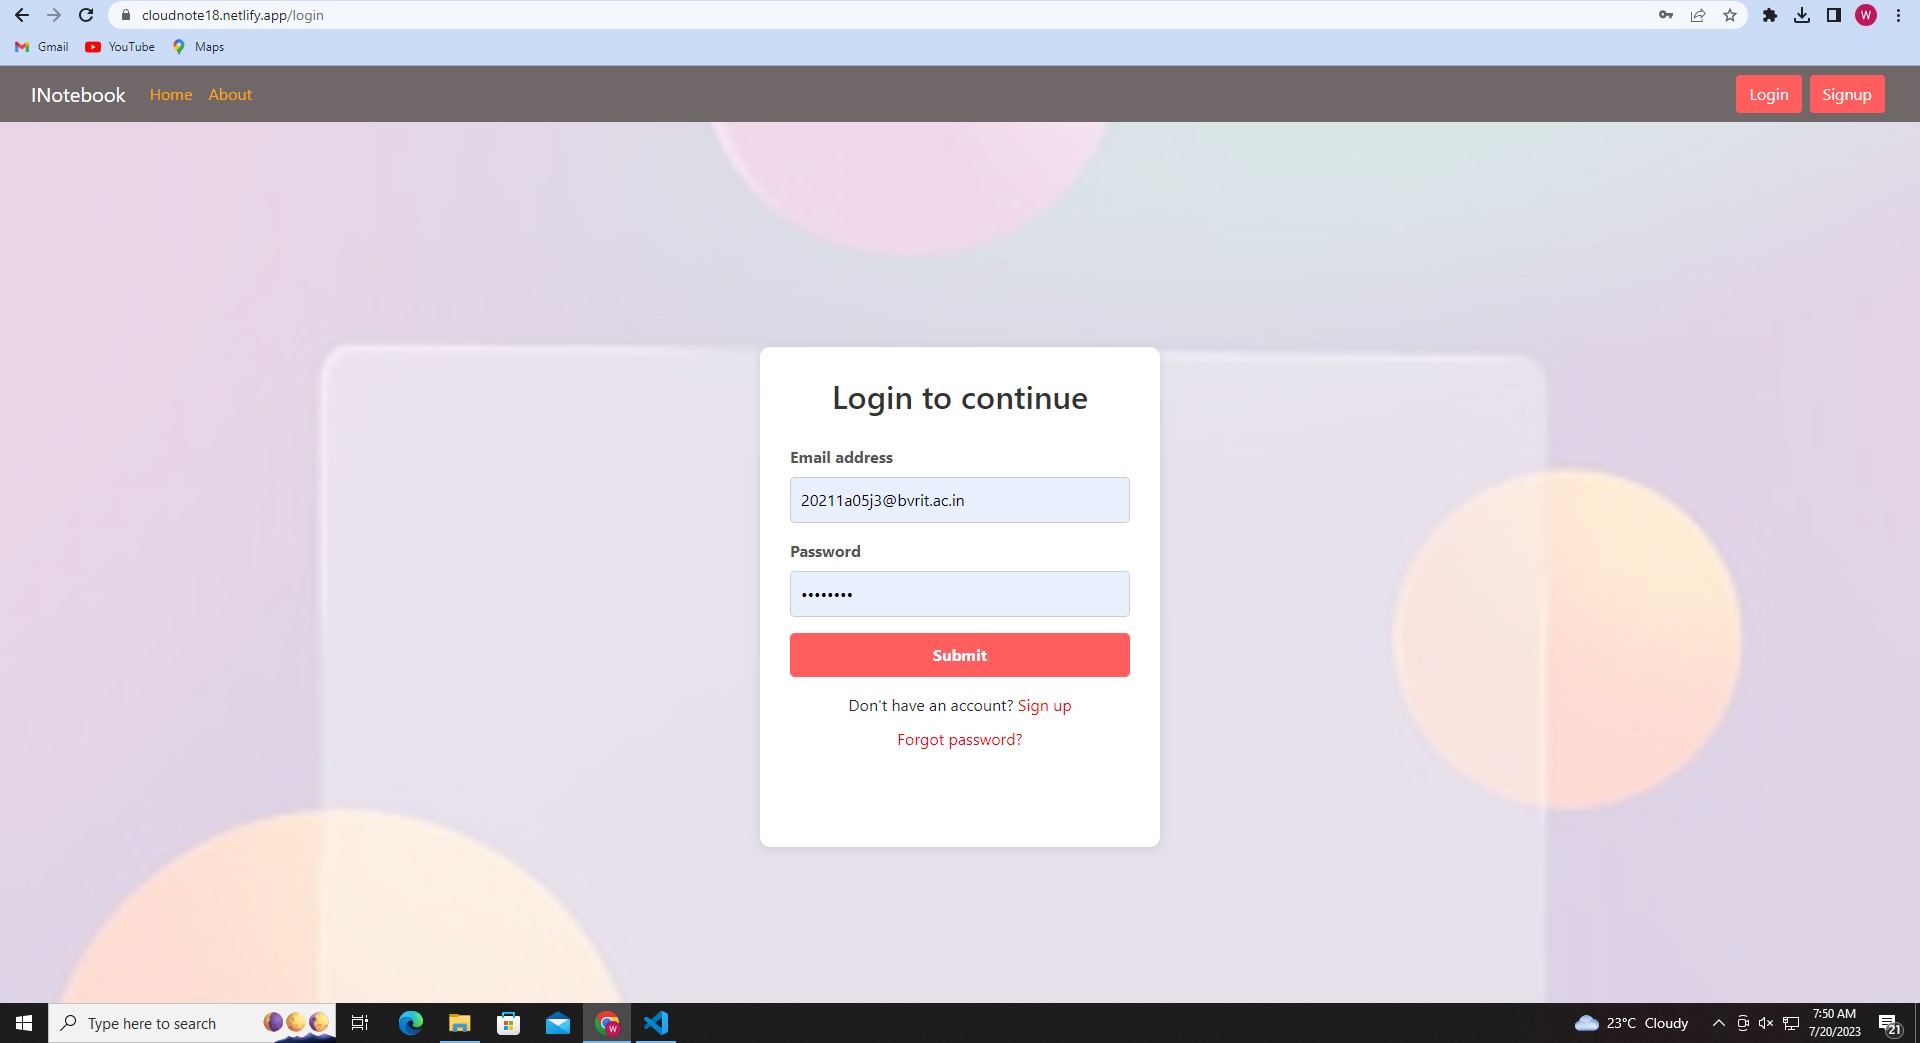 cloudnote18.netlify.app/login
W
Gmail YouTube Maps
INotebook Home About Login Signup
Login to continue
Email address
20211a05j3@bvrit.ac.in
Password
••••••••
Submit
Don't have an account? Sign up
Forgot password?
Type here to search
W
23°C Cloudy
7:50 AM
7/20/2023
21